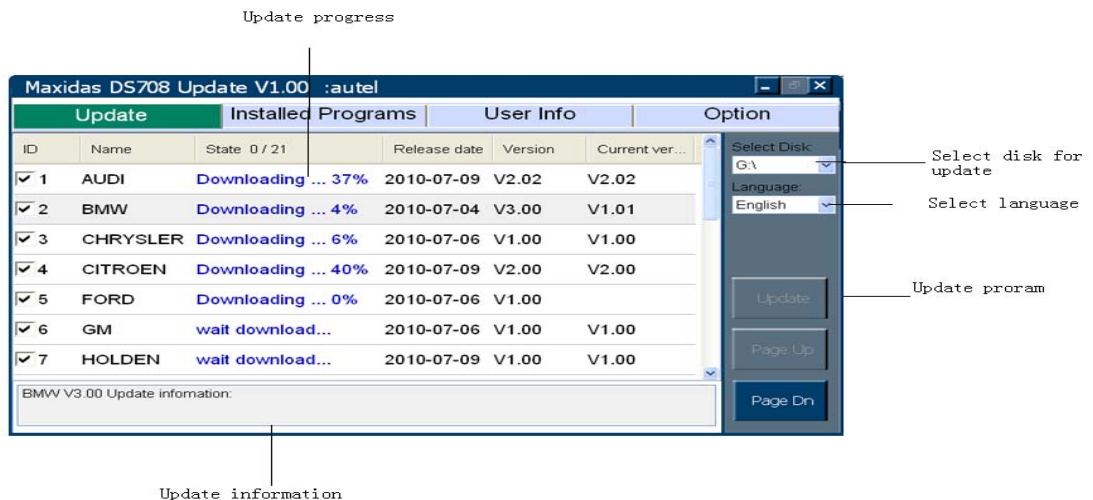 Update progress
Maxidas DS708 Update V1.00 :autel
Update Installed Programs User Info Option
ID Name State 0 / 21 Release date Version Current ver...
1 AUDI Downloading ... 37% 2010-07-09 V2.02 V2.02
2 BMW Downloading ... 4% 2010-07-04 V3.00 V1.01
3 CHRYSLER Downloading ... 6% 2010-07-06 V1.00 V1.00
4 CITROEN Downloading ... 40% 2010-07-09 V2.00 V2.00
5 FORD Downloading ... 0% 2010-07-06 V1.00
6 GM wait download... 2010-07-06 V1.00 V1.00
7 HOLDEN wait download... 2010-07-09 V1.00 V1.00
BMW V3.00 Update infomation:
Select Disk:
G:\
Language:
English
Update
Page Up
Page Dn
Select disk for
update
Select language
Update proram
Update information